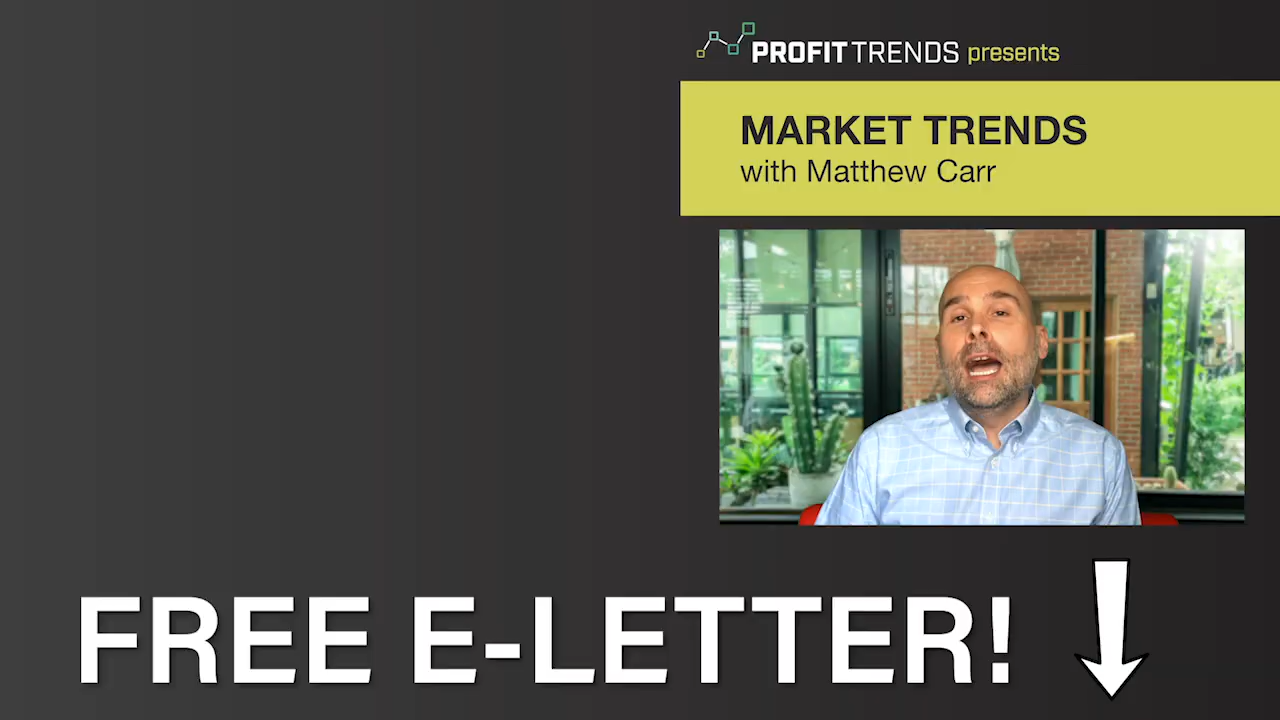 PROFIT TRENDS presents
MARKET TRENDS
with Matthew Carr
FREE E-LETTER!